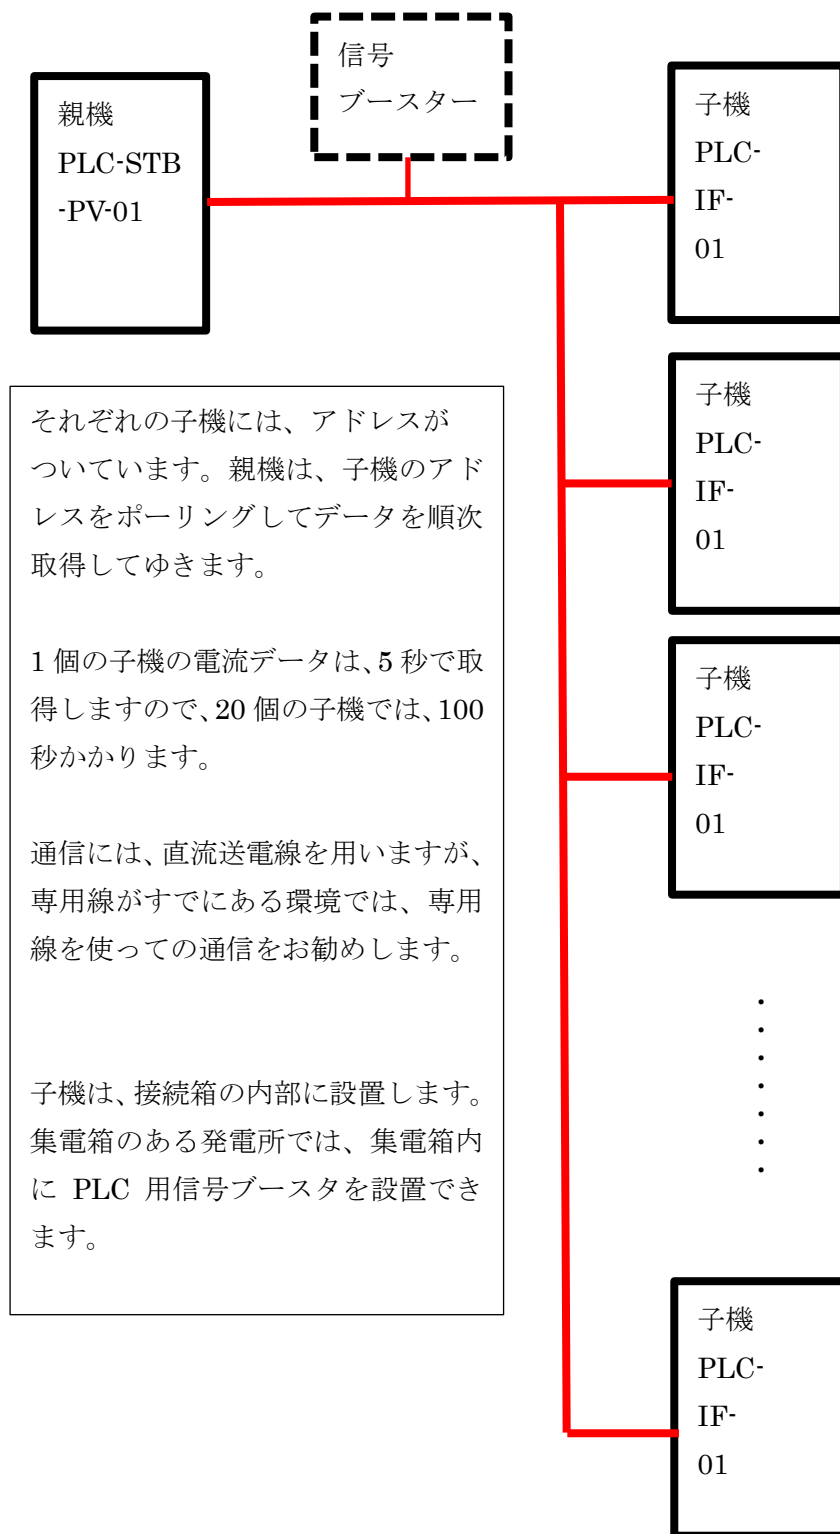 信号
ブースター
親機
PLC-STB
-PV-01
子機
PLC-
IF-
01
子機
PLC-
IF-
01
子機
PLC-
IF-
01
・・・・・・・
子機
PLC-
IF-
01
それぞれの子機には、アドレスが
ついています。親機は、子機のアド
レスをポーリングしてデータを順次
取得してゆきます。
1 個の子機の電流データは、5 秒で取
得しますので、20 個の子機では、100
秒かかります。
通信には、直流送電線を用いますが、
専用線がすでにある環境では、専用
線を使っての通信をお勧めします。
子機は、接続箱の内部に設置します。
集電箱のある発電所では、集電箱内
に PLC 用信号ブースタを設置でき
ます。